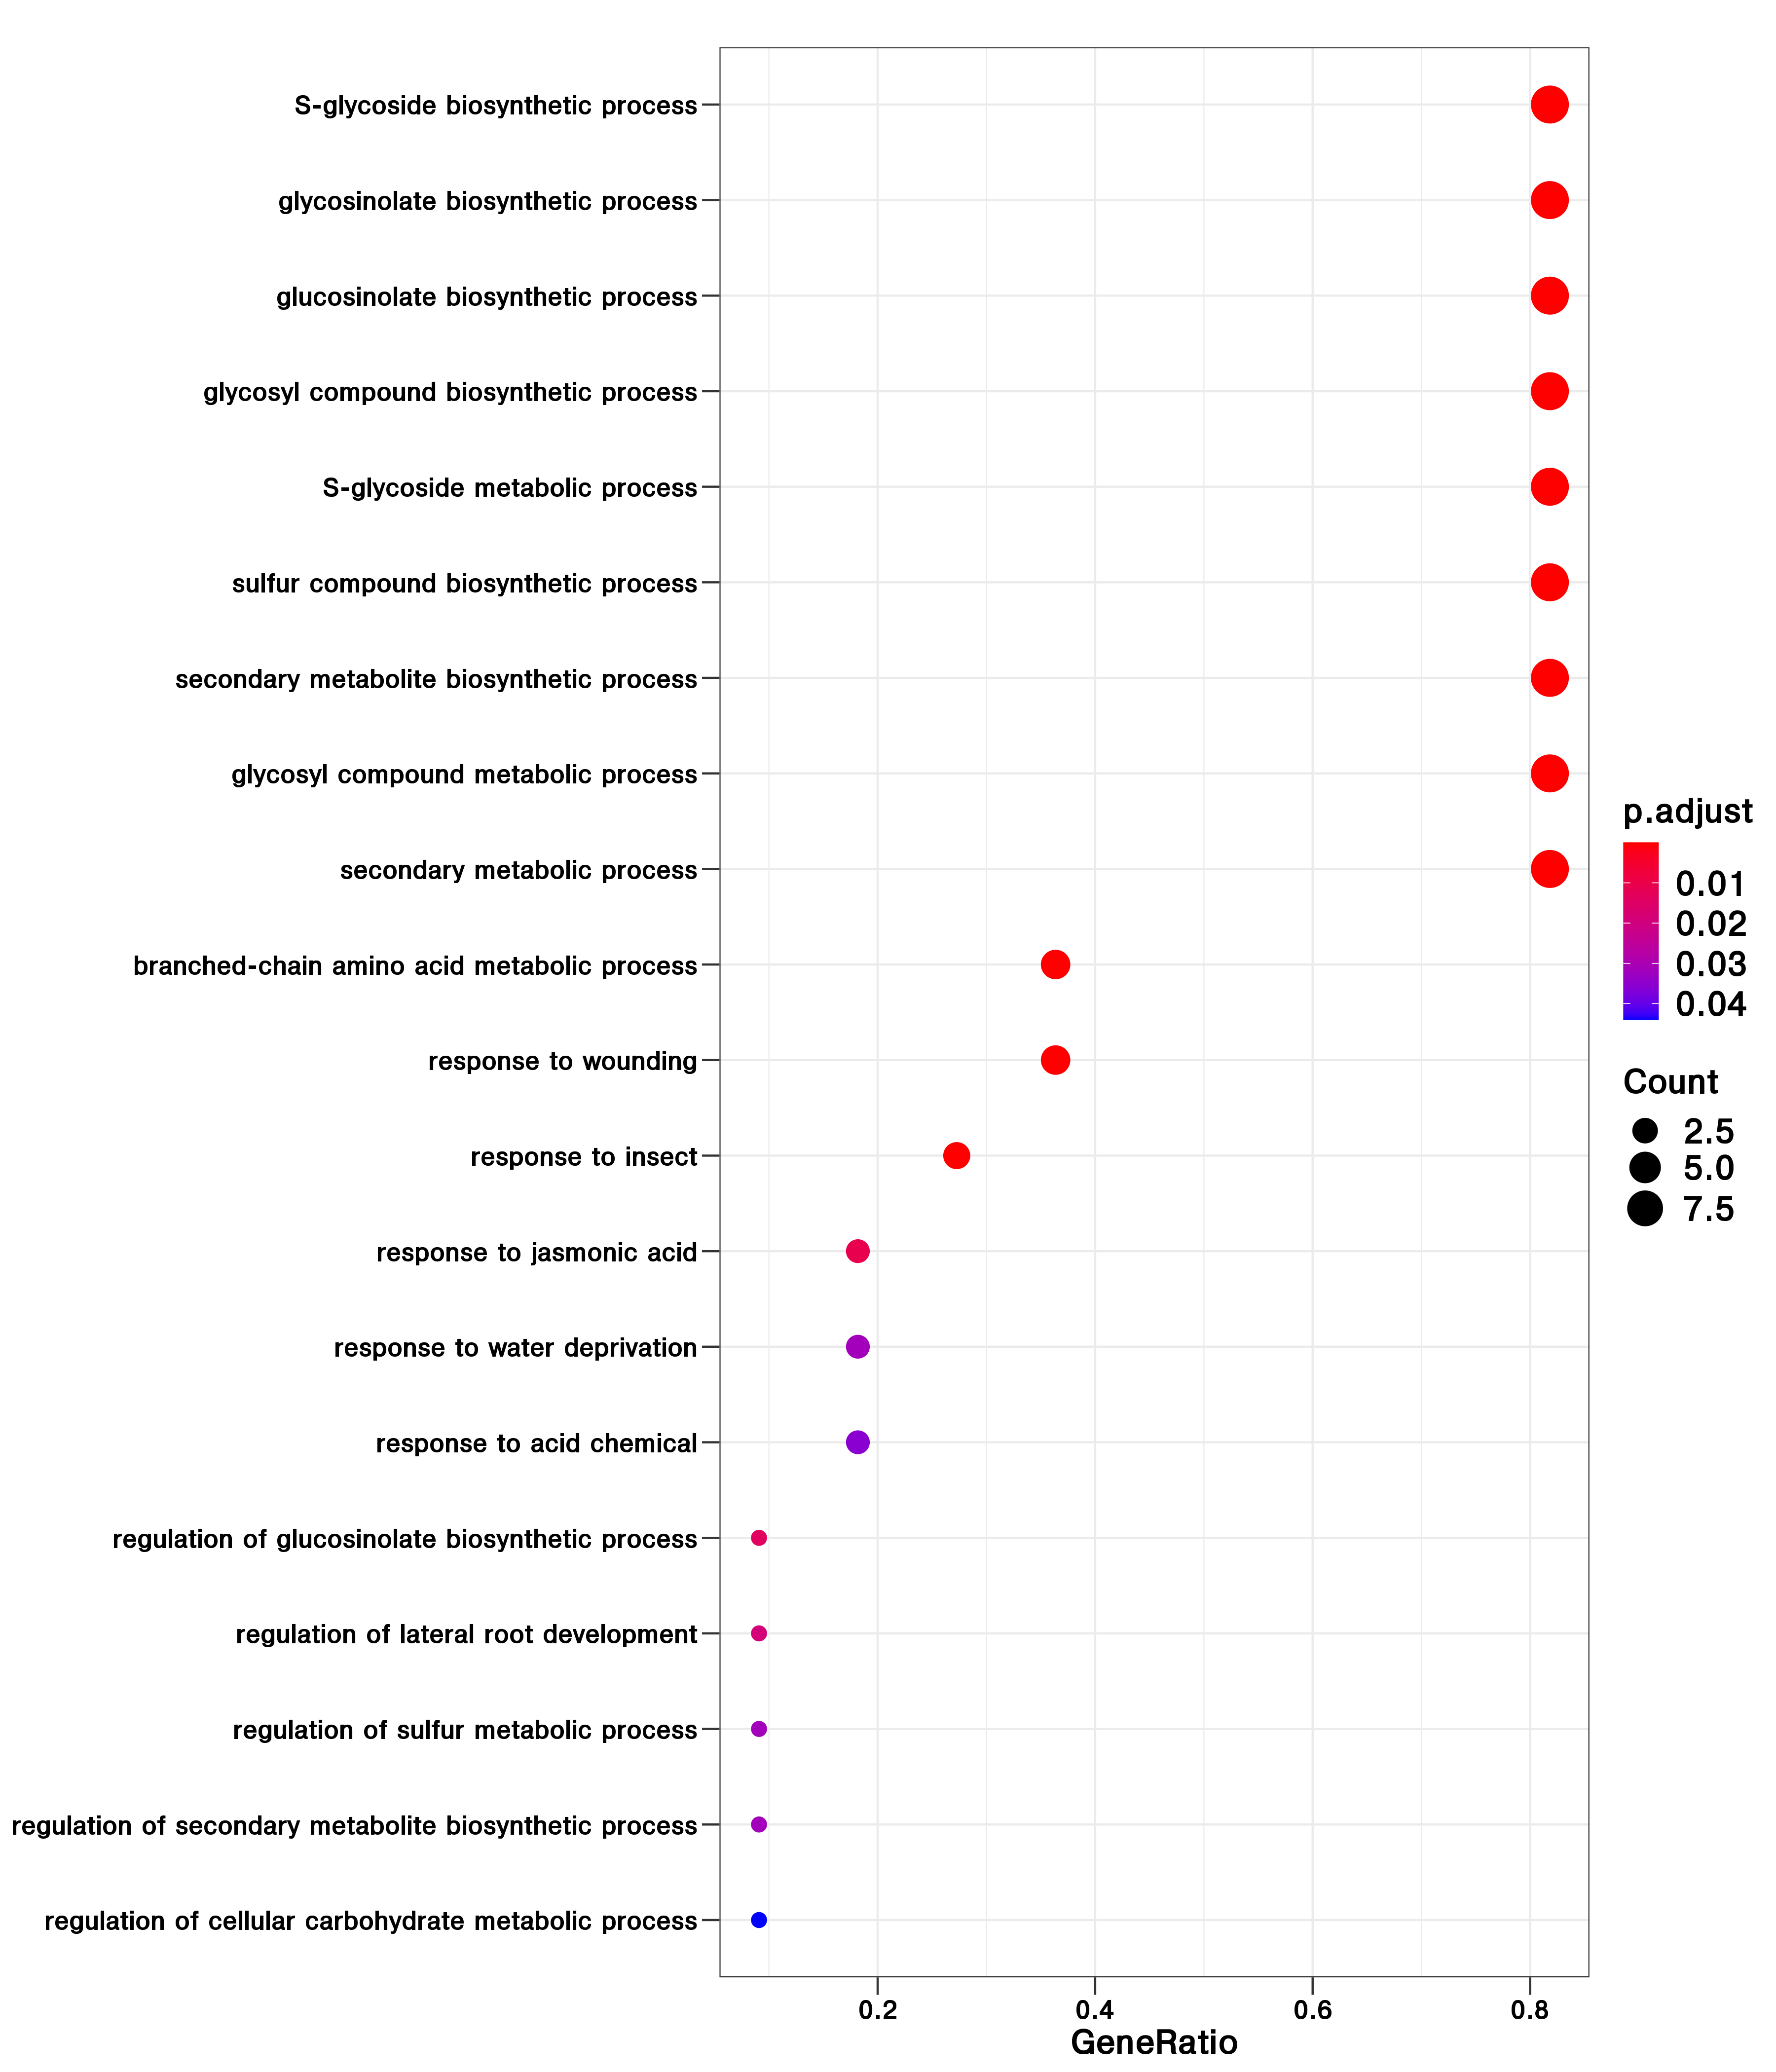 S-glycoside biosynthetic process
glycosinolate biosynthetic process
glucosinolate biosynthetic process
glycosyl compound biosynthetic process
S-glycoside metabolic process
sulfur compound biosynthetic process
secondary metabolite biosynthetic process
glycosyl compound metabolic process
secondary metabolic process
branched-chain amino acid metabolic process
response to wounding
response to insect
response to jasmonic acid
response to water deprivation
response to acid chemical
regulation of glucosinolate biosynthetic process
regulation of lateral root development
regulation of sulfur metabolic process
regulation of secondary metabolite biosynthetic process
regulation of cellular carbohydrate metabolic process
0.2 0.4 0.6 0.8
GeneRatio
p.adjust
0.01
0.02
0.03
0.04
Count
2.5
5.0
7.5